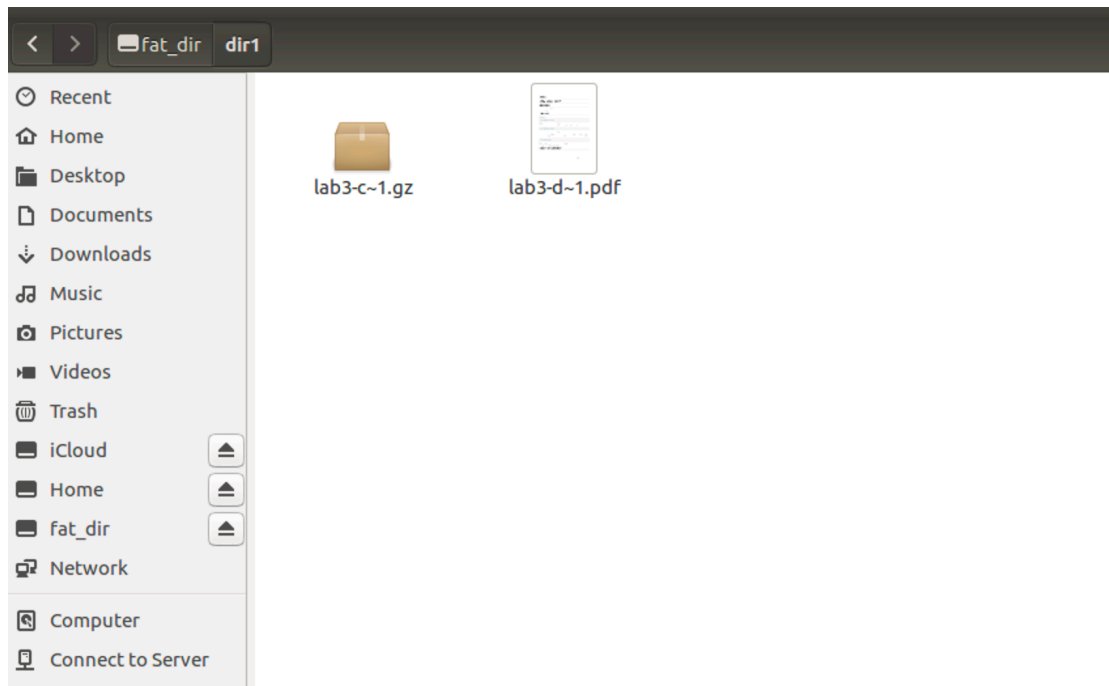 fat_dir dir1
Recent
Home
Desktop
Documents
Downloads
Music
Pictures
Videos
Trash
iCloud
Home
fat_dir
Network
Computer
Connect to Server
lab3-c~1.gz
lab3-d~1.pdf